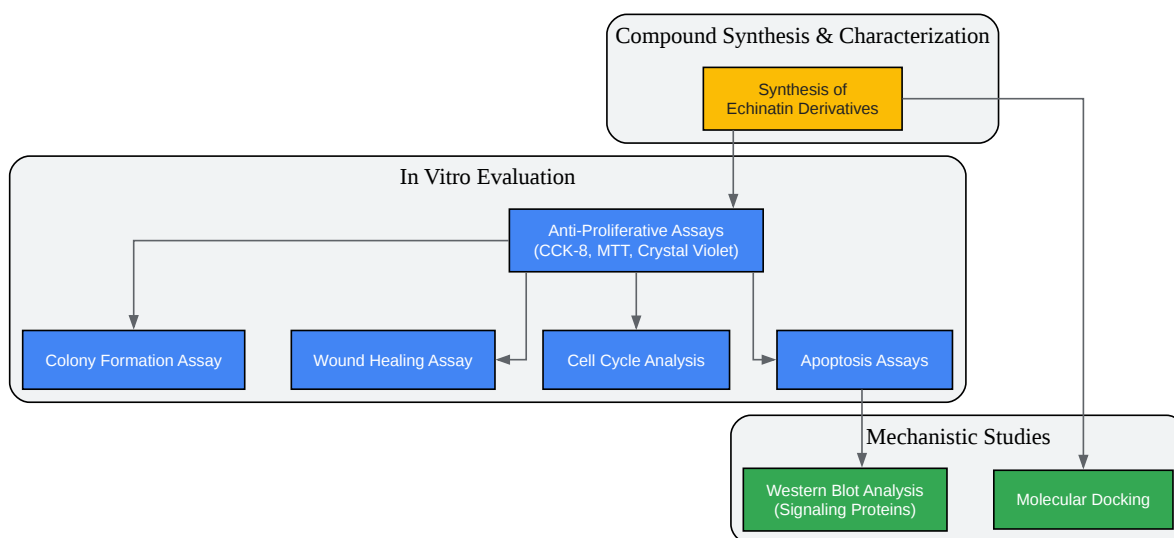 Compound Synthesis & Characterization
Synthesis of
Echinatin Derivatives
In Vitro Evaluation
Anti-Proliferative Assays
(CCK-8, MTT, Crystal Violet)
Colony Formation Assay
Wound Healing Assay
Cell Cycle Analysis
Apoptosis Assays
Mechanistic Studies
Western Blot Analysis
(Signaling Proteins)
Molecular Docking